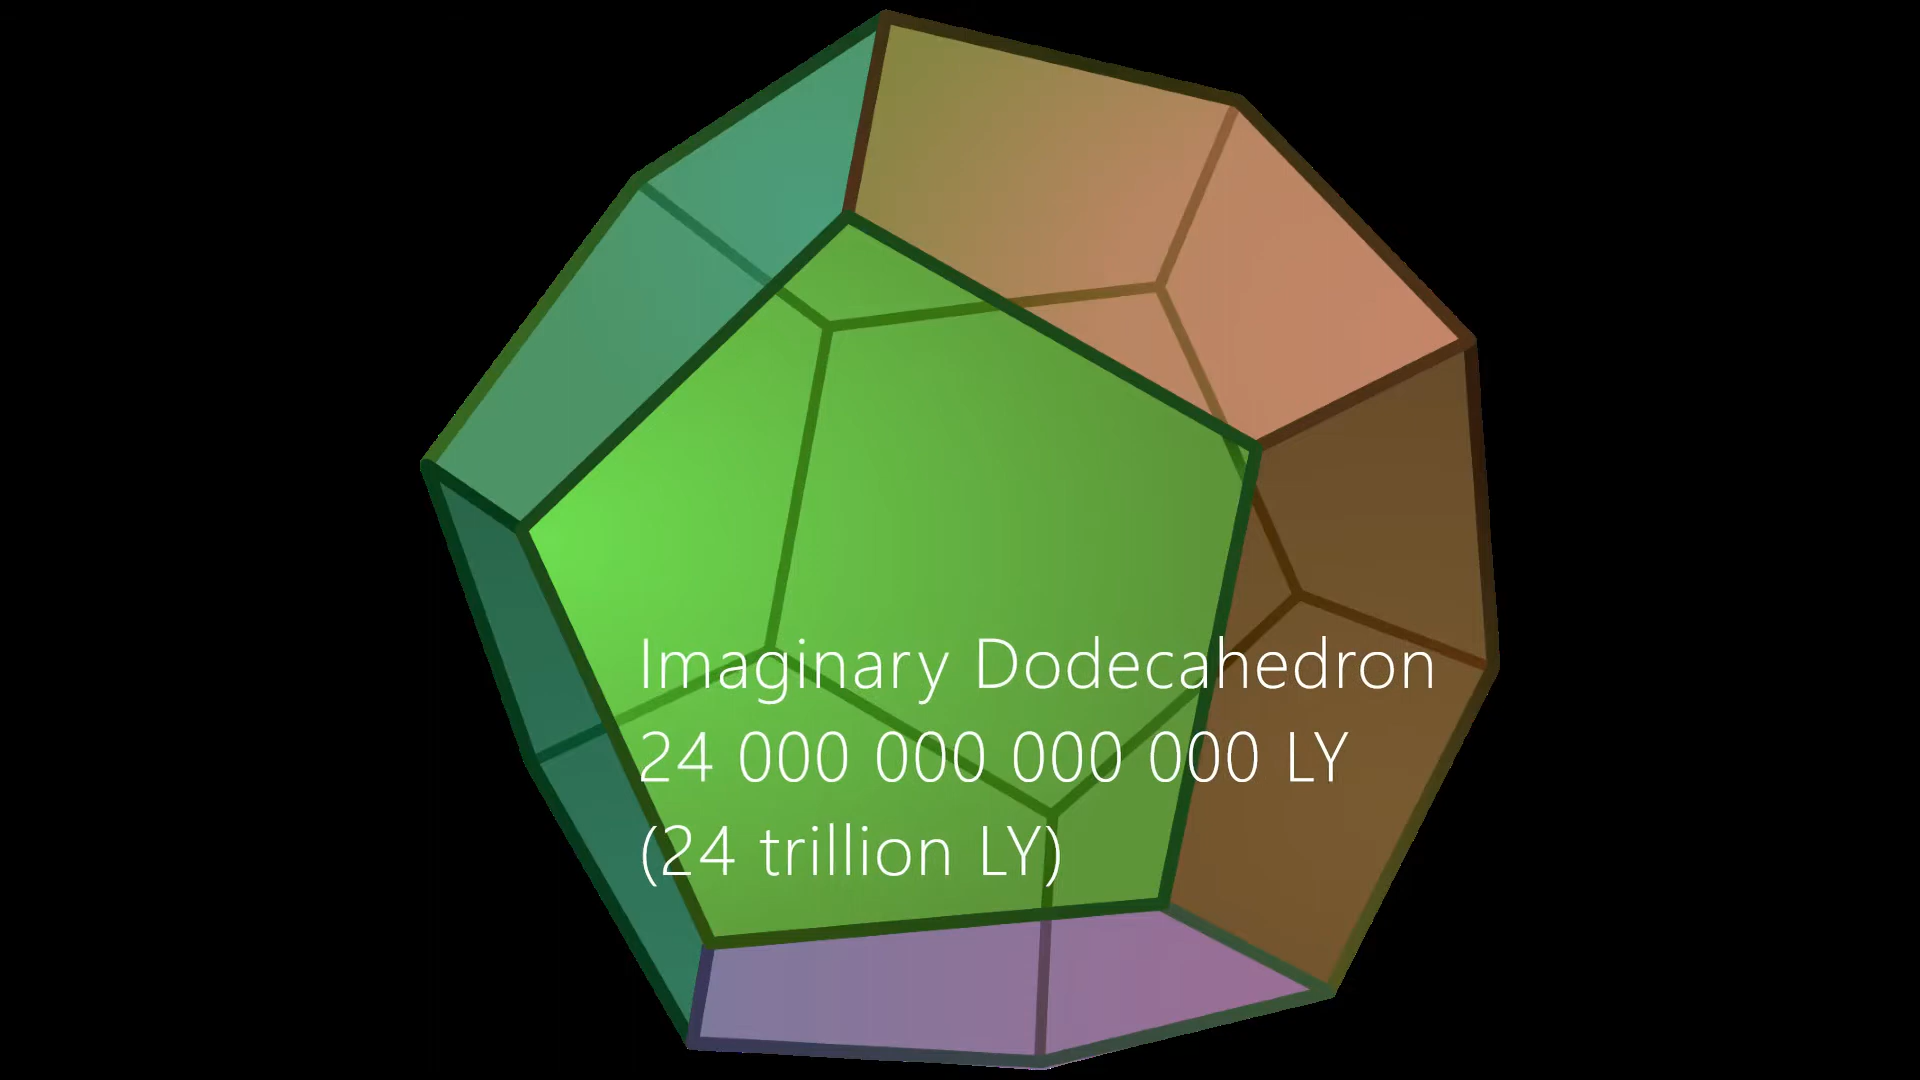 Imaginary Dodecahedron
24 000 000 000 000 LY
(24 trillion LY)